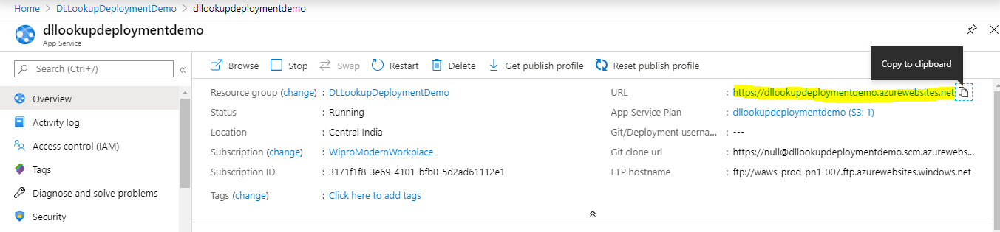 Home > DLLookupDeploymentDemo > dllookupdeploymentdemo
dllookupdeploymentdemo
App Service
Copy to clipboard
Search (Ctrl+/) «
Browse Stop Swap Restart Delete Get publish profile Reset publish profile
Overview
Activity log
Access control (IAM)
Tags
Diagnose and solve problems
Security
Resource group (change) : DLLookupDeploymentDemo
Status : Running
Location : Central India
Subscription (change) : WiproModernWorkplace
Subscription ID : 3171f1f8-3e69-4101-bfb0-5d2ad61112e1
Tags (change) : Click here to add tags
URL : https://dllookupdeploymentdemo.azurewebsites.net
App Service Plan : dllookupdeploymentdemo (S3: 1)
Git/Deployment userna... : ---
Git clone url : https://null@dllookupdeploymentdemo.scm.azurewebs...
FTP hostname : ftp://waws-prod-pn1-007.ftp.azurewebsites.windows.net